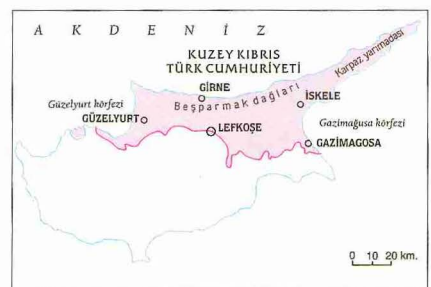 A K D E N İ Z
KUZEY KIBRIS
TÜRK CUMHURİYETİ
Karpaz yarımadası
GİRNE
Beşparmak dağları
İSKELE
Güzelyurt körfezi
GÜZELYURT
Gazimağusa körfezi
LEFKOŞE
GAZİMAGOSA
0 10 20 km.